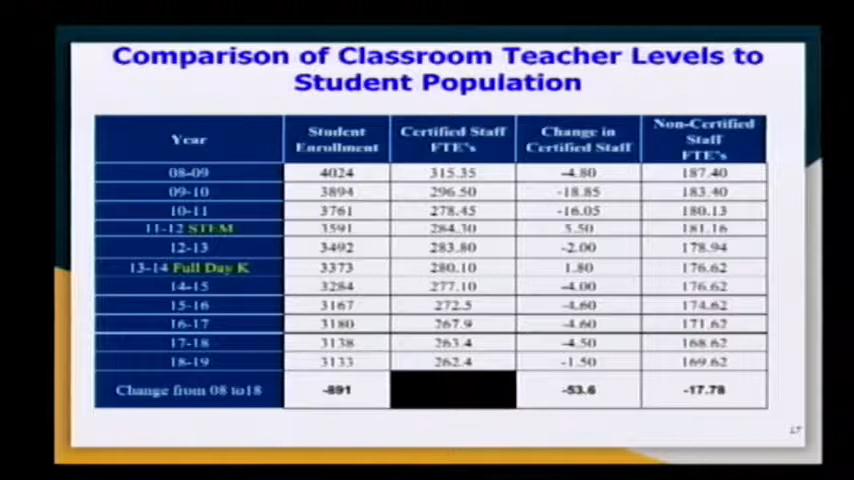 Comparison of Classroom Teacher Levels to
Student Population
Year Student Enrollment Certified Staff FTE's Change in Certified Staff Non-Certified Staff FTE's
08-09 4024 315.35 -4.80 187.40
09-10 3894 296.50 -18.85 183.40
10-11 3761 278.45 -16.05 180.13
11-12 STEM 3591 284.30 5.50 181.16
12-13 3492 283.80 -2.00 178.94
13-14 Full Day K 3373 280.10 1.80 176.62
14-15 3284 277.10 -4.00 176.62
15-16 3167 272.5 -4.60 174.62
16-17 3180 267.9 -4.60 171.62
17-18 3138 263.4 -4.50 168.62
18-19 3133 262.4 -1.50 169.62
Change from 08 to18 -891 -53.6 -17.78
17